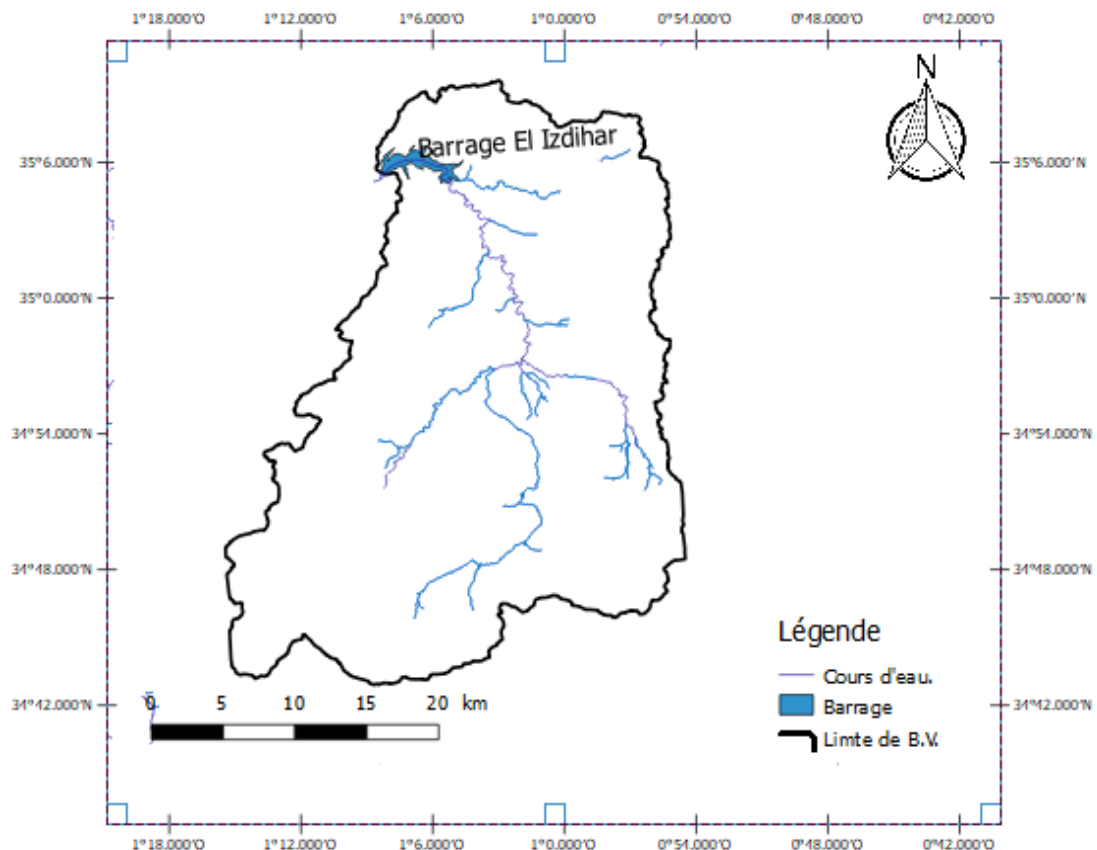 1°18.000'O 1°12.000'O 1°6.000'O 1°0.000'O 0°54.000'O 0°48.000'O 0°42.000'O
N
Barrage El Izdihar
35°6.000'N 35°6.000'N
35°0.000'N 35°0.000'N
34°54.000'N 34°54.000'N
34°48.000'N 34°48.000'N
Légende
Cours d'eau.
0 5 10 15 20 km
34°42.000'N 34°42.000'N
Barrage
Limte de B.V.
1°18.000'O 1°12.000'O 1°6.000'O 1°0.000'O 0°54.000'O 0°48.000'O 0°42.000'O